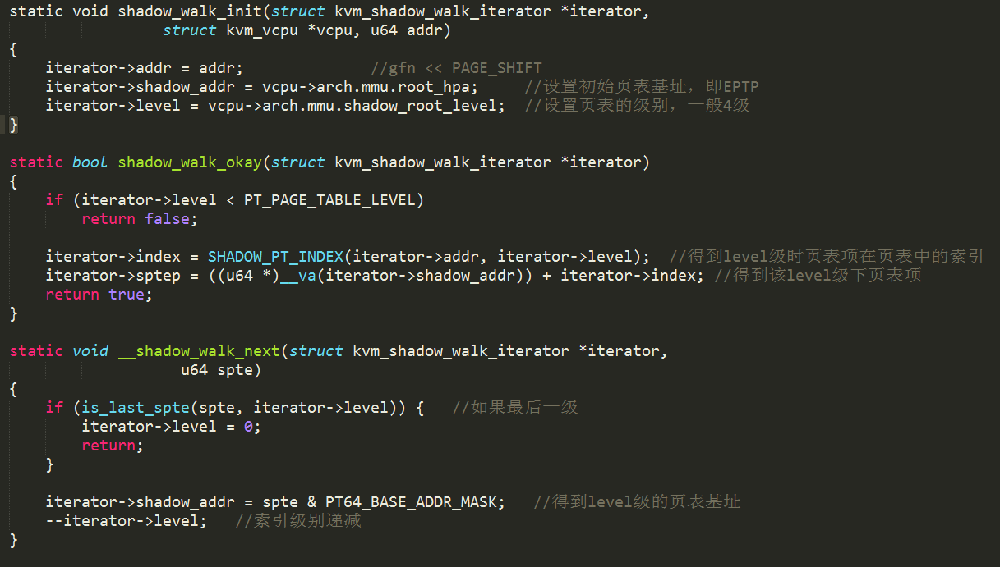 static void shadow_walk_init(struct kvm_shadow_walk_iterator *iterator,
struct kvm_vcpu *vcpu, u64 addr)
{
iterator->addr = addr; //gfn << PAGE_SHIFT
iterator->shadow_addr = vcpu->arch.mmu.root_hpa; //设置初始页表基址，即EPTP
iterator->level = vcpu->arch.mmu.shadow_root_level; //设置页表的级别，一般4级
}
static bool shadow_walk_okay(struct kvm_shadow_walk_iterator *iterator)
{
if (iterator->level < PT_PAGE_TABLE_LEVEL)
return false;
iterator->index = SHADOW_PT_INDEX(iterator->addr, iterator->level); //得到level级时页表项在页表中的索引
iterator->sptep = ((u64 *)__va(iterator->shadow_addr)) + iterator->index; //得到该level级下页表项
return true;
}
static void __shadow_walk_next(struct kvm_shadow_walk_iterator *iterator,
u64 spte)
{
if (is_last_spte(spte, iterator->level)) { //如果最后一级
iterator->level = 0;
return;
}
iterator->shadow_addr = spte & PT64_BASE_ADDR_MASK; //得到level级的页表基址
--iterator->level; //索引级别递减
}